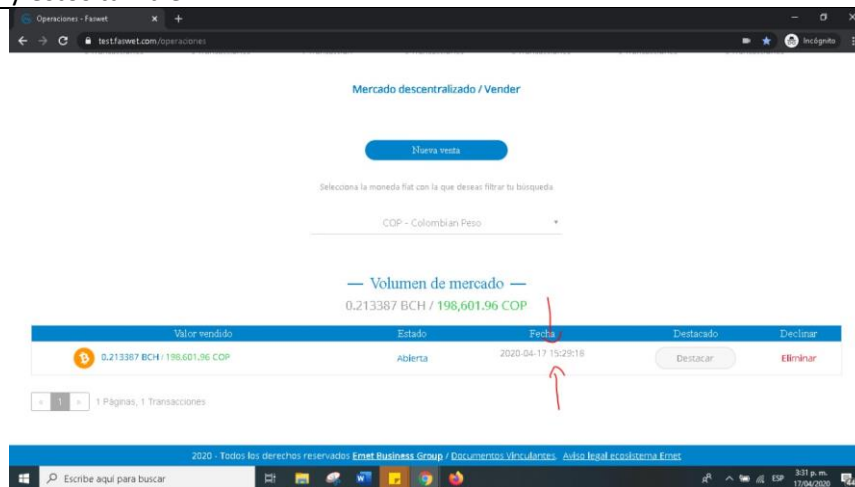 Operaciones - Faswet
test.faswet.com/operaciones
Incógnito
Mercado descentralizado / Vender
Nueva venta
Selecciona la moneda fiat con la que deseas filtrar tu búsqueda
COP - Colombian Peso
— Volumen de mercado —
0.213387 BCH / 198,601.96 COP
Valor vendido Estado Fecha Destacado Declinar
0.213387 BCH / 198,601.96 COP Abierta 2020-04-17 15:29:18 Destacar Eliminar
« 1 » 1 Páginas, 1 Transacciones
2020 - Todos los derechos reservados Emet Business Group / Documentos Vinculantes. Aviso legal ecosistema Emet
Escribe aquí para buscar
ESP
3:31 p. m.
17/04/2020
44